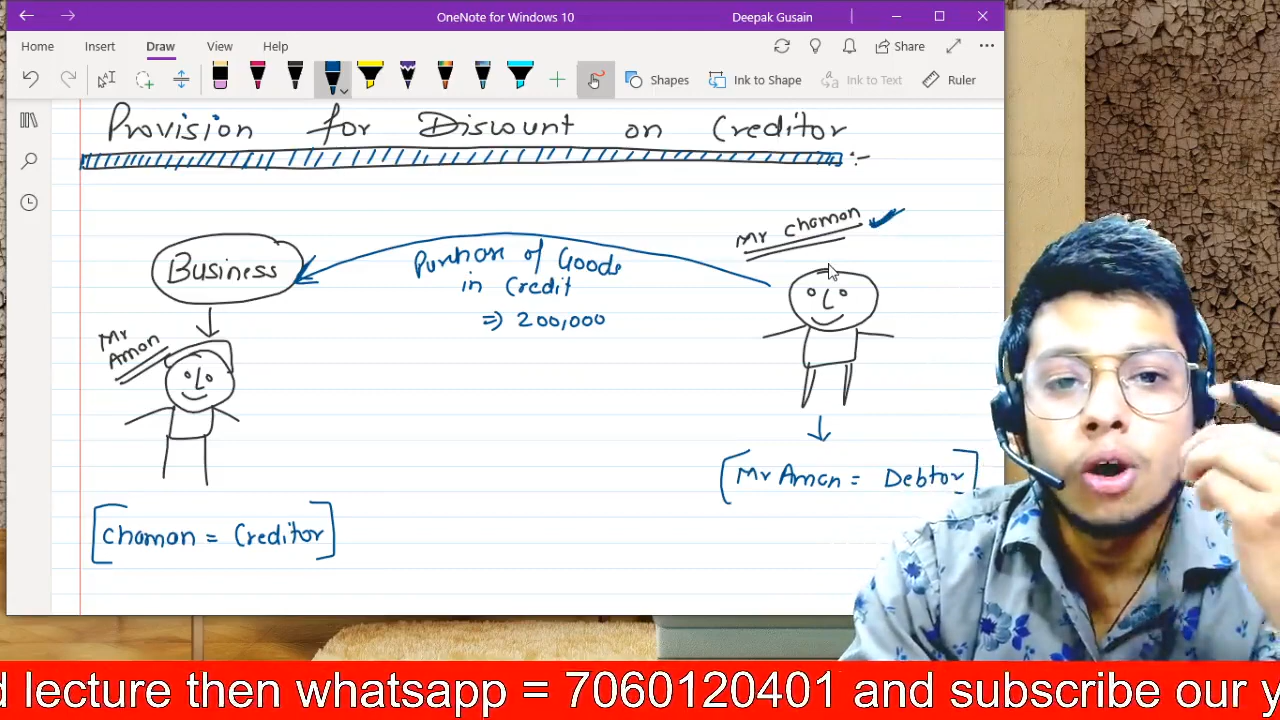 OneNote for Windows 10
Deepak Gusain
Home Insert Draw View Help
Share
Shapes Ink to Shape Ink to Text Ruler
Provision for Discount on Creditor :-
Mr chaman
Business
Purchase of Goods
in Credit
=> 200,000
Mr
Aman
[Mr Aman = Debtor]
[chaman = Creditor]
d lecture then whatsapp = 7060120401 and subscribe our y